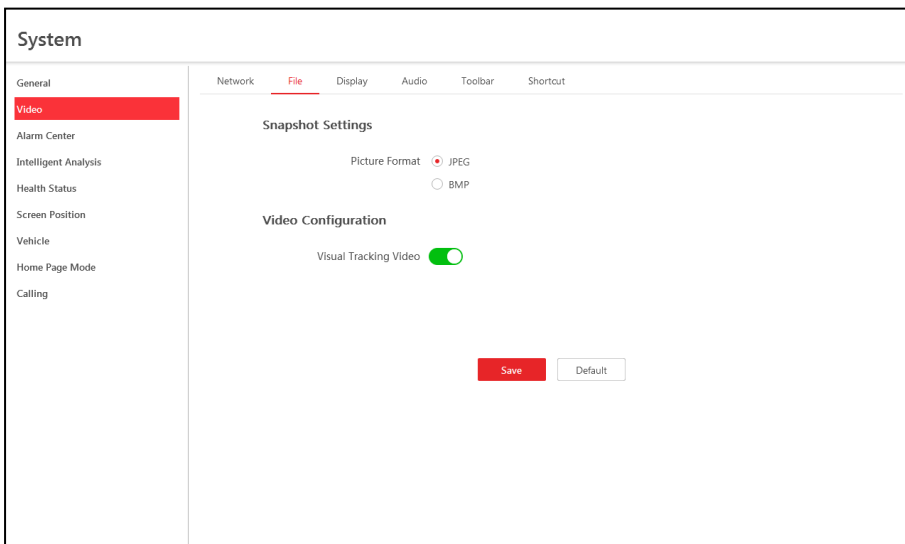 System
General
Video
Alarm Center
Intelligent Analysis
Health Status
Screen Position
Vehicle
Home Page Mode
Calling
Network File Display Audio Toolbar Shortcut
Snapshot Settings
Picture Format JPEG
BMP
Video Configuration
Visual Tracking Video
Save Default